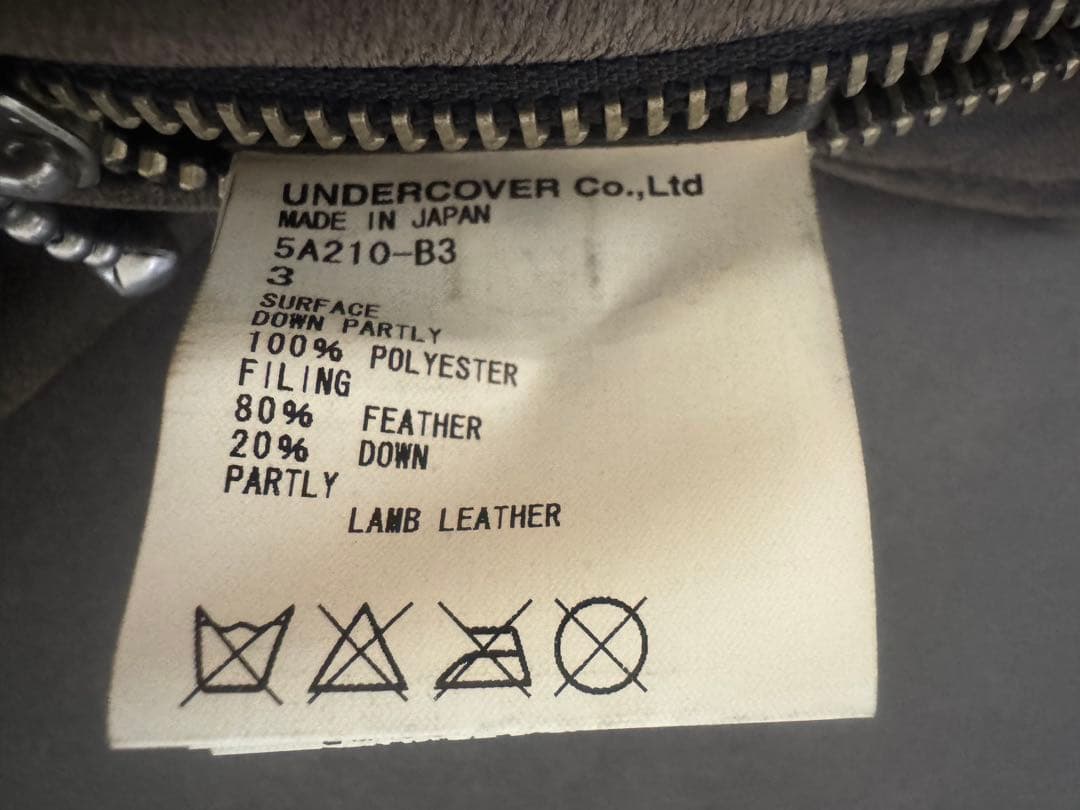 UNDERCOVER Co.,Ltd
MADE IN JAPAN
5A210-B3
3
SURFACE
DOWN PARTLY
100% POLYESTER
FILING
80% FEATHER
20% DOWN
PARTLY
LAMB LEATHER